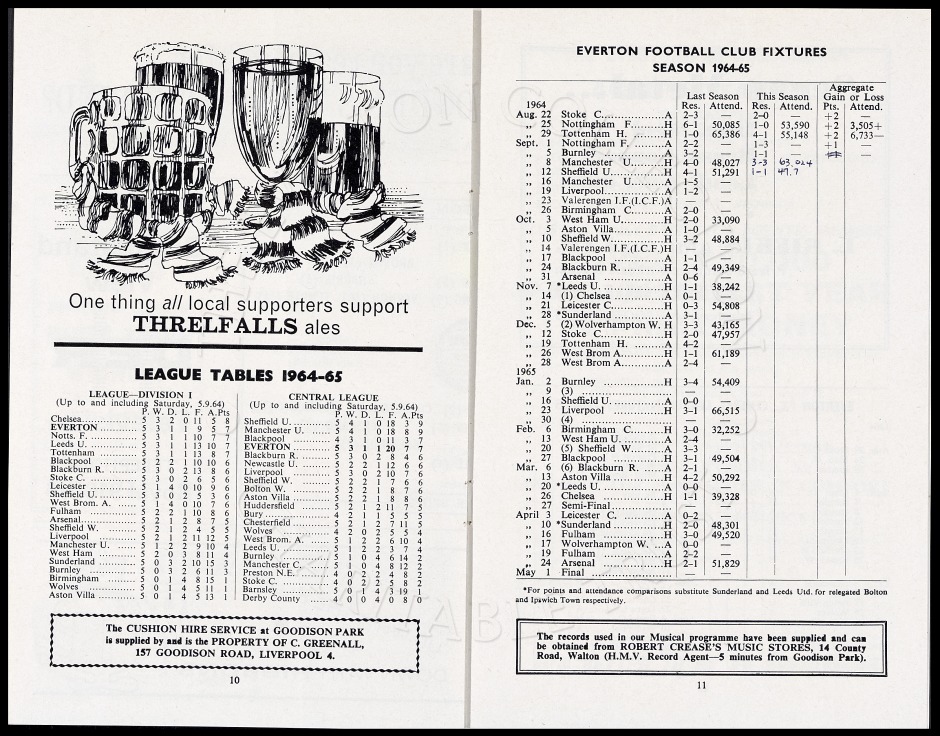 One thing all local supporters support
THRELFALLS ales
LEAGUE TABLES 1964-65
LEAGUE—DIVISION I
(Up to and including Saturday, 5.9.64)
P. W. D. L. F. A. Pts
Chelsea 5 3 2 0 11 5 8
EVERTON 5 3 1 1 9 5 7
Notts. F. 5 3 1 1 10 7 7
Leeds U. 5 3 1 1 13 10 7
Tottenham 5 3 1 1 13 8 7
Blackpool 5 2 2 1 10 10 6
Blackburn R. 5 3 0 2 13 8 6
Stoke C. 5 3 0 2 6 5 6
Leicester 5 1 4 0 10 9 6
Sheffield U. 5 3 0 2 5 3 6
West Brom. A. 5 1 4 0 10 7 6
Fulham 5 2 2 1 10 8 6
Arsenal 5 2 1 2 8 7 5
Sheffield W. 5 2 1 2 4 5 5
Liverpool 5 2 1 2 11 12 5
Manchester U. 5 1 2 2 9 10 4
West Ham 5 2 0 3 8 11 4
Sunderland 5 0 3 2 10 15 3
Burnley 5 0 3 2 6 11 3
Birmingham 5 0 1 4 8 15 1
Wolves 5 0 1 4 5 11 1
Aston Villa 5 0 1 4 5 13 1
CENTRAL LEAGUE
(Up to and including Saturday, 5.9.64)
P. W. D. L. F. A. Pts
Sheffield U. 5 4 1 0 18 3 9
Manchester U. 5 4 1 0 18 8 9
Blackpool 4 3 1 0 11 3 7
EVERTON 5 3 1 1 20 7 7
Blackburn R. 5 3 0 2 8 4 6
Newcastle U. 5 2 2 1 12 6 6
Liverpool 5 3 0 2 10 7 6
Sheffield W. 5 2 2 1 7 6 6
Bolton W. 5 2 2 1 8 7 6
Aston Villa 5 2 2 1 8 8 6
Huddersfield 5 2 1 2 11 7 5
Bury 4 2 1 1 5 5 5
Chesterfield 5 2 1 2 7 11 5
Wolves 4 2 0 2 5 5 4
West Brom. A. 5 1 2 2 6 10 4
Leeds U. 5 1 2 2 3 7 4
Burnley 5 1 0 4 6 14 2
Manchester C. 5 1 0 4 8 12 2
Preston N.E. 4 0 2 2 4 8 2
Stoke C. 4 0 2 2 5 8 2
Barnsley 5 0 1 4 3 19 1
Derby County 4 0 0 4 0 8 0
The CUSHION HIRE SERVICE at GOODISON PARK
is supplied by and is the PROPERTY OF C. GREENALL,
157 GOODISON ROAD, LIVERPOOL 4.
10
EVERTON FOOTBALL CLUB FIXTURES
SEASON 1964-65
Last Season This Season Aggregate Gain or Loss
Res. Attend. Res. Attend. Pts. Attend.
1964
Aug. 22 Stoke C. A 2–3 — 2–0 +2 —
,, 25 Nottingham F. H 6–1 50,085 1–0 53,590 +2 3,505+
,, 29 Tottenham H. H 1–0 65,386 4–1 55,148 +2 6,733—
Sept. 1 Nottingham F. A 2–2 — 1–3 — +1 —
,, 5 Burnley A 3–2 — 1–1 — —
,, 8 Manchester U. H 4–0 48,027 3-3 63,024
,, 12 Sheffield U. H 4–1 51,291 1-1 49.7
,, 16 Manchester U. A 1–5 —
,, 19 Liverpool A 1–2 —
,, 23 Valerengen I.F.(I.C.F.) A — —
,, 26 Birmingham C. A 2–0 —
Oct. 3 West Ham U. H 2–0 33,090
,, 5 Aston Villa A 1–0 —
,, 10 Sheffield W. H 3–2 48,884
,, 14 Valerengen I.F.(I.C.F.) H — —
,, 17 Blackpool A 1–1 —
,, 24 Blackburn R. H 2–4 49,349
,, 31 Arsenal A 0–6 —
Nov. 7 *Leeds U. H 1–1 38,242
,, 14 (1) Chelsea A 0–1 —
,, 21 Leicester C. H 0–3 54,808
,, 28 *Sunderland A 3–1 —
Dec. 5 (2) Wolverhampton W. H 3–3 43,165
,, 12 Stoke C. H 2–0 47,957
,, 19 Tottenham H. A 4–2 —
,, 26 West Brom A. H 1–1 61,189
,, 28 West Brom A. A 2–4 —
1965
Jan. 2 Burnley H 3–4 54,409
,, 9 (3)
,, 16 Sheffield U. A 0–0 —
,, 23 Liverpool H 3–1 66,515
,, 30 (4)
Feb. 6 Birmingham C. H 3–0 32,252
,, 13 West Ham U. A 2–4 —
,, 20 (5) Sheffield W. A 3–3 —
,, 27 Blackpool H 3–1 49,504
Mar. 6 (6) Blackburn R. A 2–1 —
,, 13 Aston Villa H 4–2 50,292
,, 20 *Leeds U. A 0–0 —
,, 26 Chelsea H 1–1 39,328
,, 27 Semi-Final
April 3 Leicester C. A 0–2 —
,, 10 *Sunderland H 2–0 48,301
,, 16 Fulham H 3–0 49,520
,, 17 Wolverhampton W. A 0–0 —
,, 19 Fulham A 2–2 —
,, 24 Arsenal H 2–1 51,829
May 1 Final
*For points and attendance comparisons substitute Sunderland and Leeds Utd. for relegated Bolton
and Ipswich Town respectively.
The records used in our Musical programme have been supplied and can
be obtained from ROBERT CREASE'S MUSIC STORES, 14 County
Road, Walton (H.M.V. Record Agent—5 minutes from Goodison Park).
11